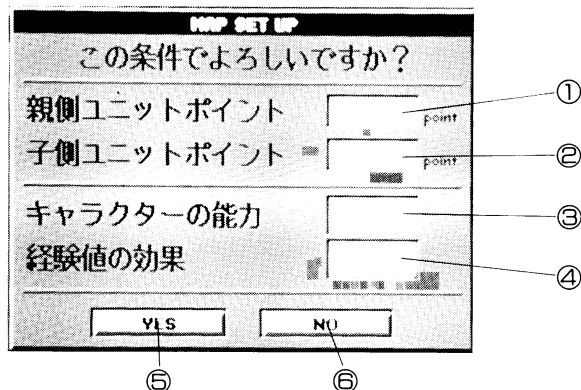 MAP SET UP
この条件でよろしいですか？
親側ユニットポイント point ①
子側ユニットポイント point ②
キャラクターの能力 ③
経験値の効果 ④
YES NO
⑤ ⑥